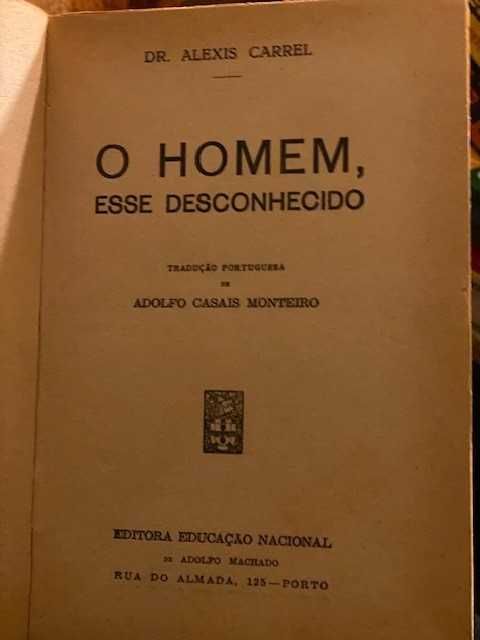 DR. ALEXIS CARREL
O HOMEM,
ESSE DESCONHECIDO
TRADUÇÃO PORTUGUESA
DE
ADOLFO CASAIS MONTEIRO
EDITORA EDUCAÇÃO NACIONAL
DE ADOLFO MACHADO
RUA DO ALMADA, 125—PORTO